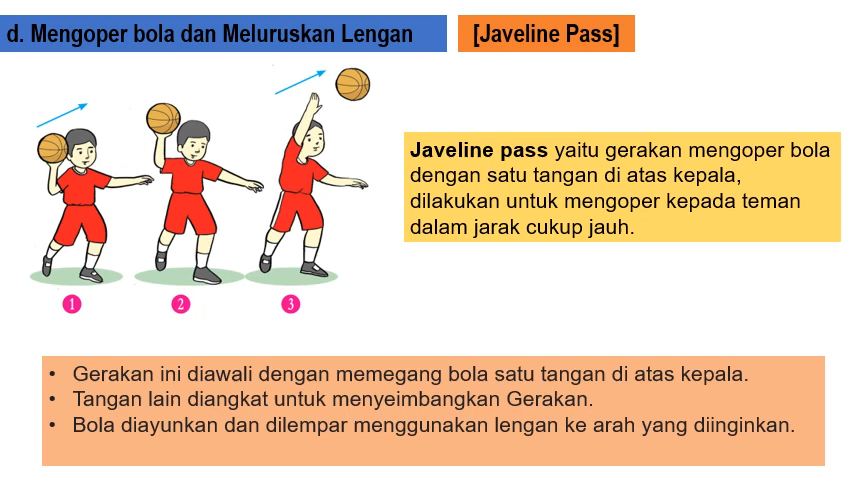 d. Mengoper bola dan Meluruskan Lengan
[Javeline Pass]
Javeline pass yaitu gerakan mengoper bola
dengan satu tangan di atas kepala,
dilakukan untuk mengoper kepada teman
dalam jarak cukup jauh.
1 2 3
• Gerakan ini diawali dengan memegang bola satu tangan di atas kepala.
• Tangan lain diangkat untuk menyeimbangkan Gerakan.
• Bola diayunkan dan dilempar menggunakan lengan ke arah yang diinginkan.